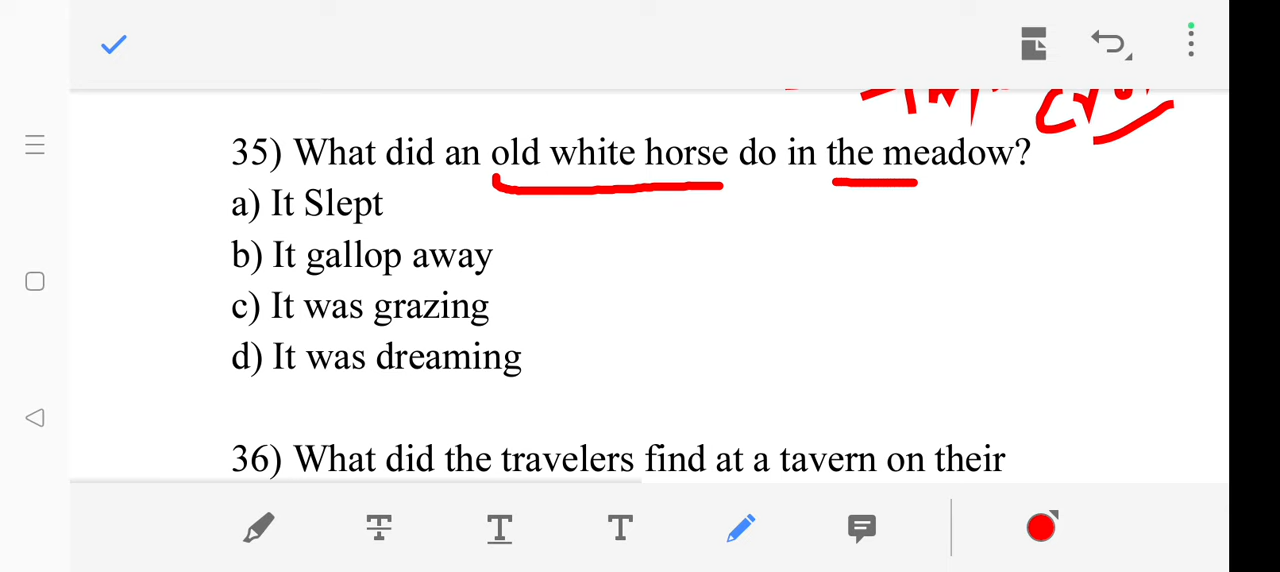 35) What did an old white horse do in the meadow?
a) It Slept
b) It gallop away
c) It was grazing
d) It was dreaming
36) What did the travelers find at a tavern on their